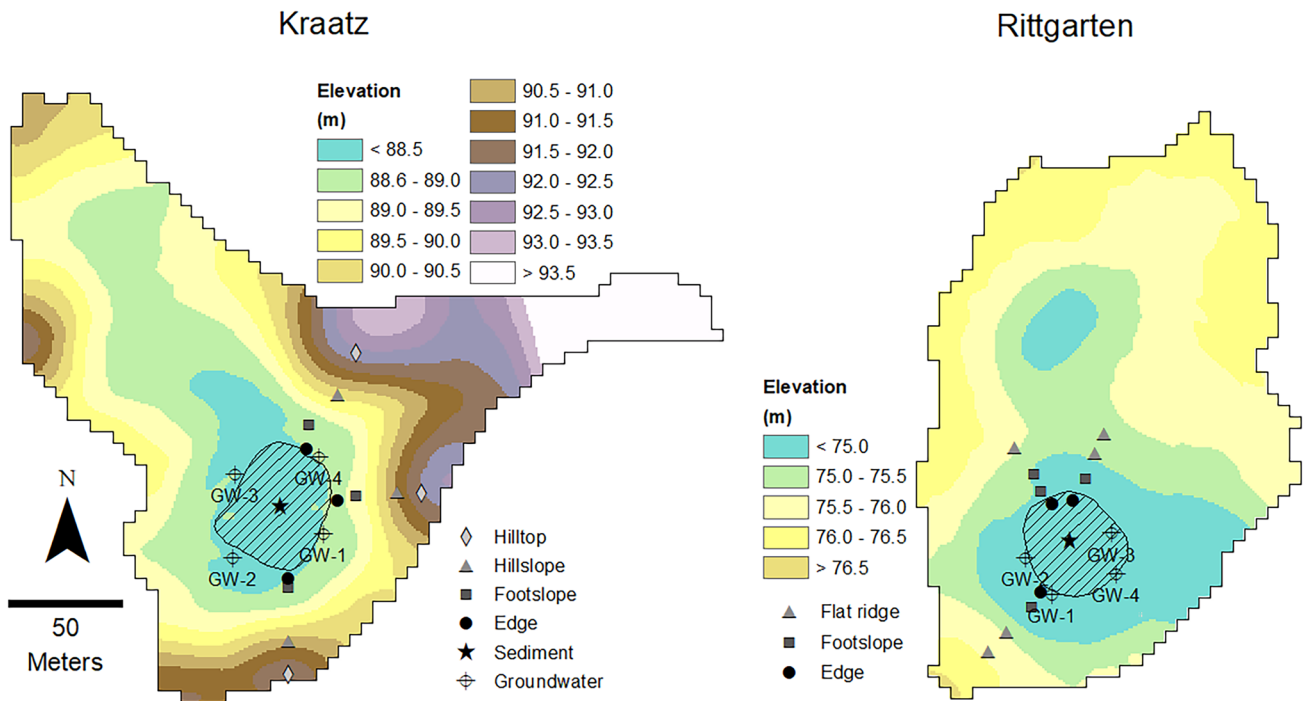 Kraatz
Rittgarten
Elevation
(m)
< 88.5
88.6 - 89.0
89.0 - 89.5
89.5 - 90.0
90.0 - 90.5
90.5 - 91.0
91.0 - 91.5
91.5 - 92.0
92.0 - 92.5
92.5 - 93.0
93.0 - 93.5
> 93.5
GW-4
GW-3
GW-1
GW-2
N
50
Meters
Hilltop
Hillslope
Footslope
Edge
Sediment
Groundwater
Elevation
(m)
< 75.0
75.0 - 75.5
75.5 - 76.0
76.0 - 76.5
> 76.5
Flat ridge
Footslope
Edge
GW-3
GW-2
GW-4
GW-1